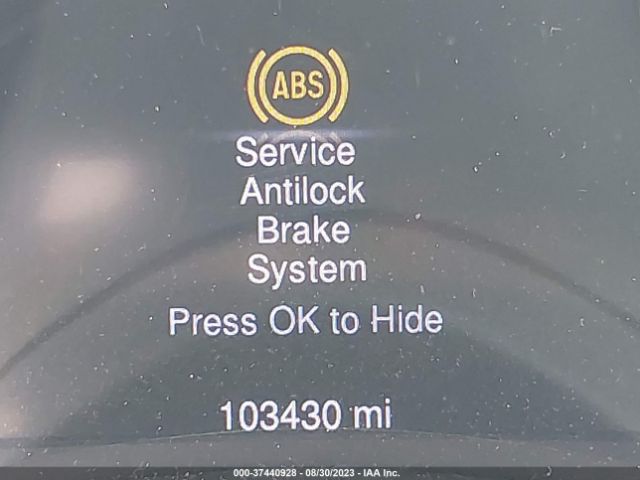 ABS
Service
Antilock
Brake
System
Press OK to Hide
103430 mi
000-37440928 - 08/30/2023 - IAA Inc.